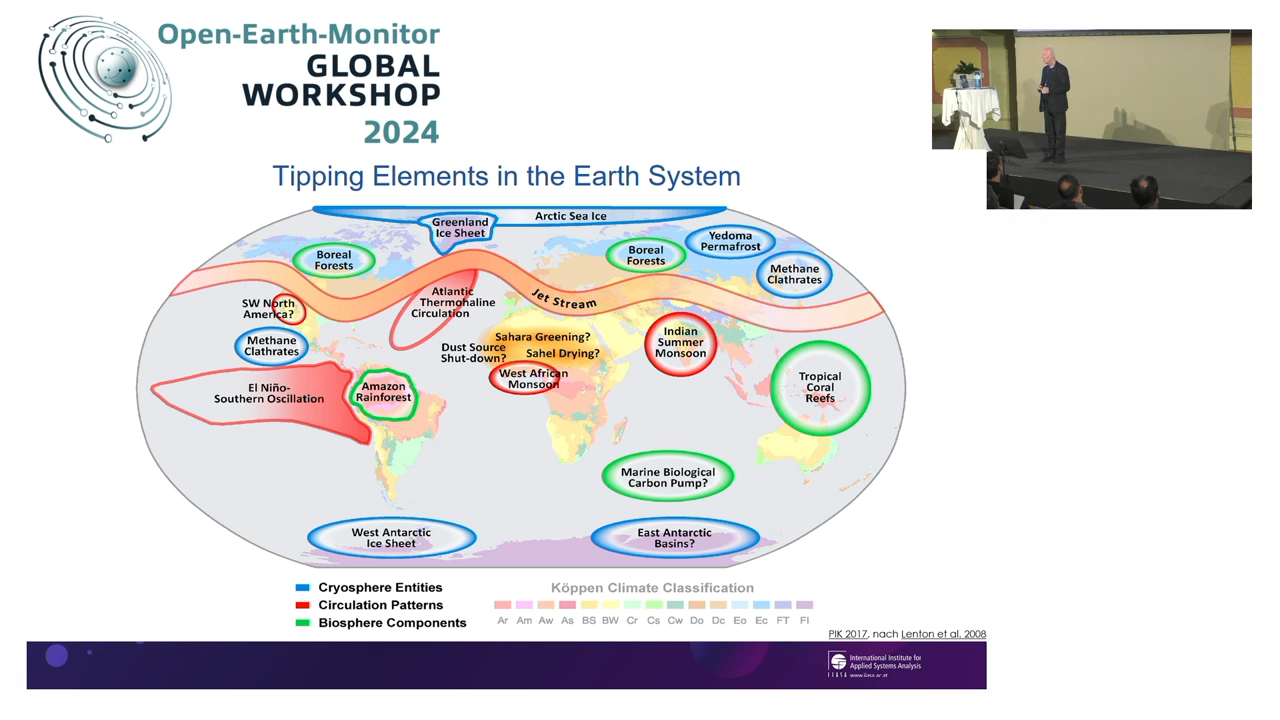 Open-Earth-Monitor
GLOBAL
WORKSHOP
2024
Tipping Elements in the Earth System
Arctic Sea Ice
Greenland
Ice Sheet
Yedoma
Permafrost
Boreal
Forests
Boreal
Forests
Methane
Clathrates
Jet Stream
SW North
America?
Atlantic
Thermohaline
Circulation
Methane
Clathrates
Sahara Greening?
Dust Source
Shut-down?
Sahel Drying?
Indian
Summer
Monsoon
West African
Monsoon
El Niño-
Southern Oscillation
Amazon
Rainforest
Tropical
Coral
Reefs
Marine Biological
Carbon Pump?
West Antarctic
Ice Sheet
East Antarctic
Basins?
Cryosphere Entities
Circulation Patterns
Biosphere Components
Köppen Climate Classification
Ar Am Aw As BS BW Cr Cs Cw Do Dc Eo Ec FT FI
PIK 2017, nach Lenton et al, 2008
International Institute for
Applied Systems Analysis
IIASA www.iiasa.ac.at